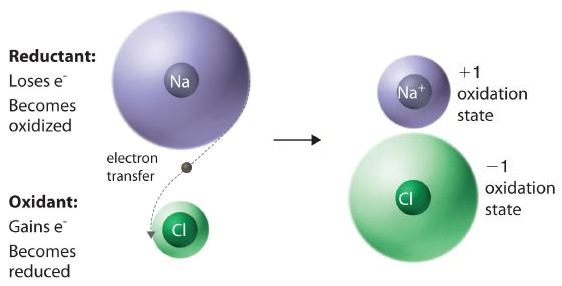 Reductant:
Loses e⁻
Becomes
oxidized
Na
electron
transfer
Oxidant:
Gains e⁻
Becomes
reduced
Cl
Na⁺
+1
oxidation
state
Cl
−1
oxidation
state